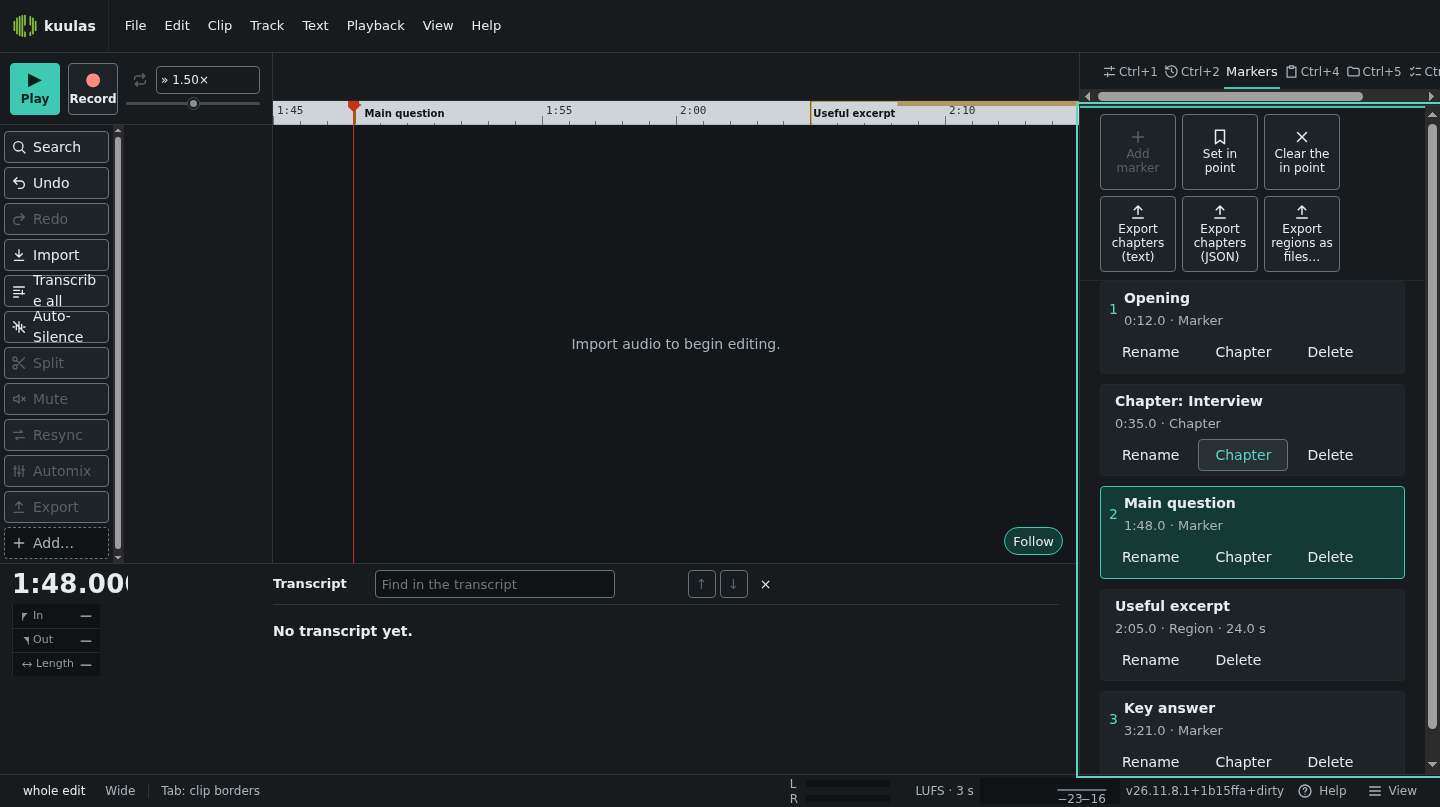 kuulas
File Edit Clip Track Text Playback View Help
Play
Record
» 1.50×
Ctrl+1 Ctrl+2 Markers Ctrl+4 Ctrl+5
1:45 Main question 1:55 2:00 Useful excerpt 2:10
Search
Undo
Redo
Import
Transcrib
e all
Auto-
Silence
Split
Mute
Resync
Automix
Export
Add...
Import audio to begin editing.
Follow
Add
marker
Set in
point
Clear the
in point
Export
chapters
(text)
Export
chapters
(JSON)
Export
regions as
files...
1 Opening
0:12.0 · Marker
Rename Chapter Delete
Chapter: Interview
0:35.0 · Chapter
Rename Chapter Delete
2 Main question
1:48.0 · Marker
Rename Chapter Delete
Useful excerpt
2:05.0 · Region · 24.0 s
Rename Delete
3 Key answer
3:21.0 · Marker
Rename Chapter Delete
1:48.00
In —
Out —
Length —
Transcript Find in the transcript ↑ ↓ ×
No transcript yet.
whole edit Wide Tab: clip borders
L
R
LUFS · 3 s
−23 −16
v26.11.8.1+1b15ffa+dirty Help View